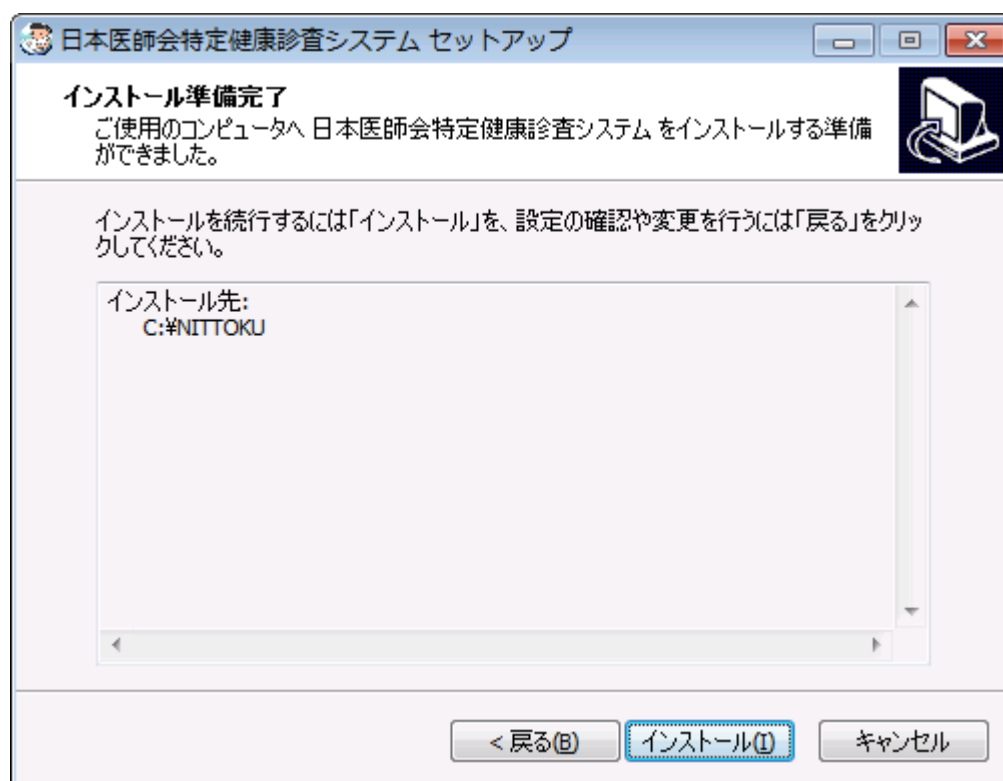 日本医師会特定健康診査システム セットアップ
インストール準備完了
ご使用のコンピュータへ 日本医師会特定健康診査システム をインストールする準備
ができました。
インストールを続行するには「インストール」を、設定の確認や変更を行うには「戻る」をクリッ
クしてください。
インストール先:
C:¥NITTOKU
< 戻る(B)
インストール(I)
キャンセル